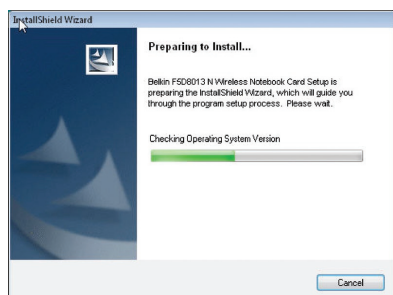 InstallShield Wizard
Preparing to Install...
Belkin F5D8013 N Wireless Notebook Card Setup is
preparing the InstallShield Wizard, which will guide you
through the program setup process. Please wait.
Checking Operating System Version
Cancel